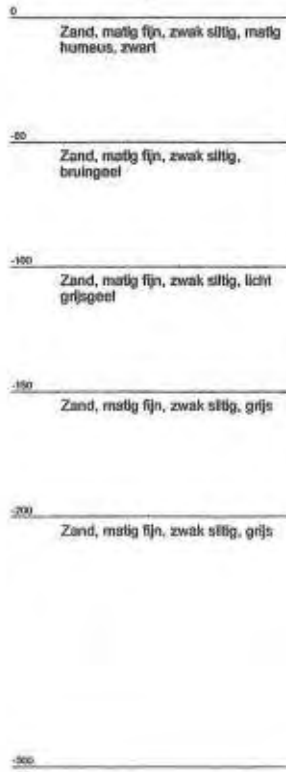 0
Zand, matig fijn, zwak siltig, matig
humeus, zwart
-50
Zand, matig fijn, zwak siltig,
bruingeel
-100
Zand, matig fijn, zwak siltig, licht
grijsgeel
-150
Zand, matig fijn, zwak siltig, grijs
-200
Zand, matig fijn, zwak siltig, grijs
-300